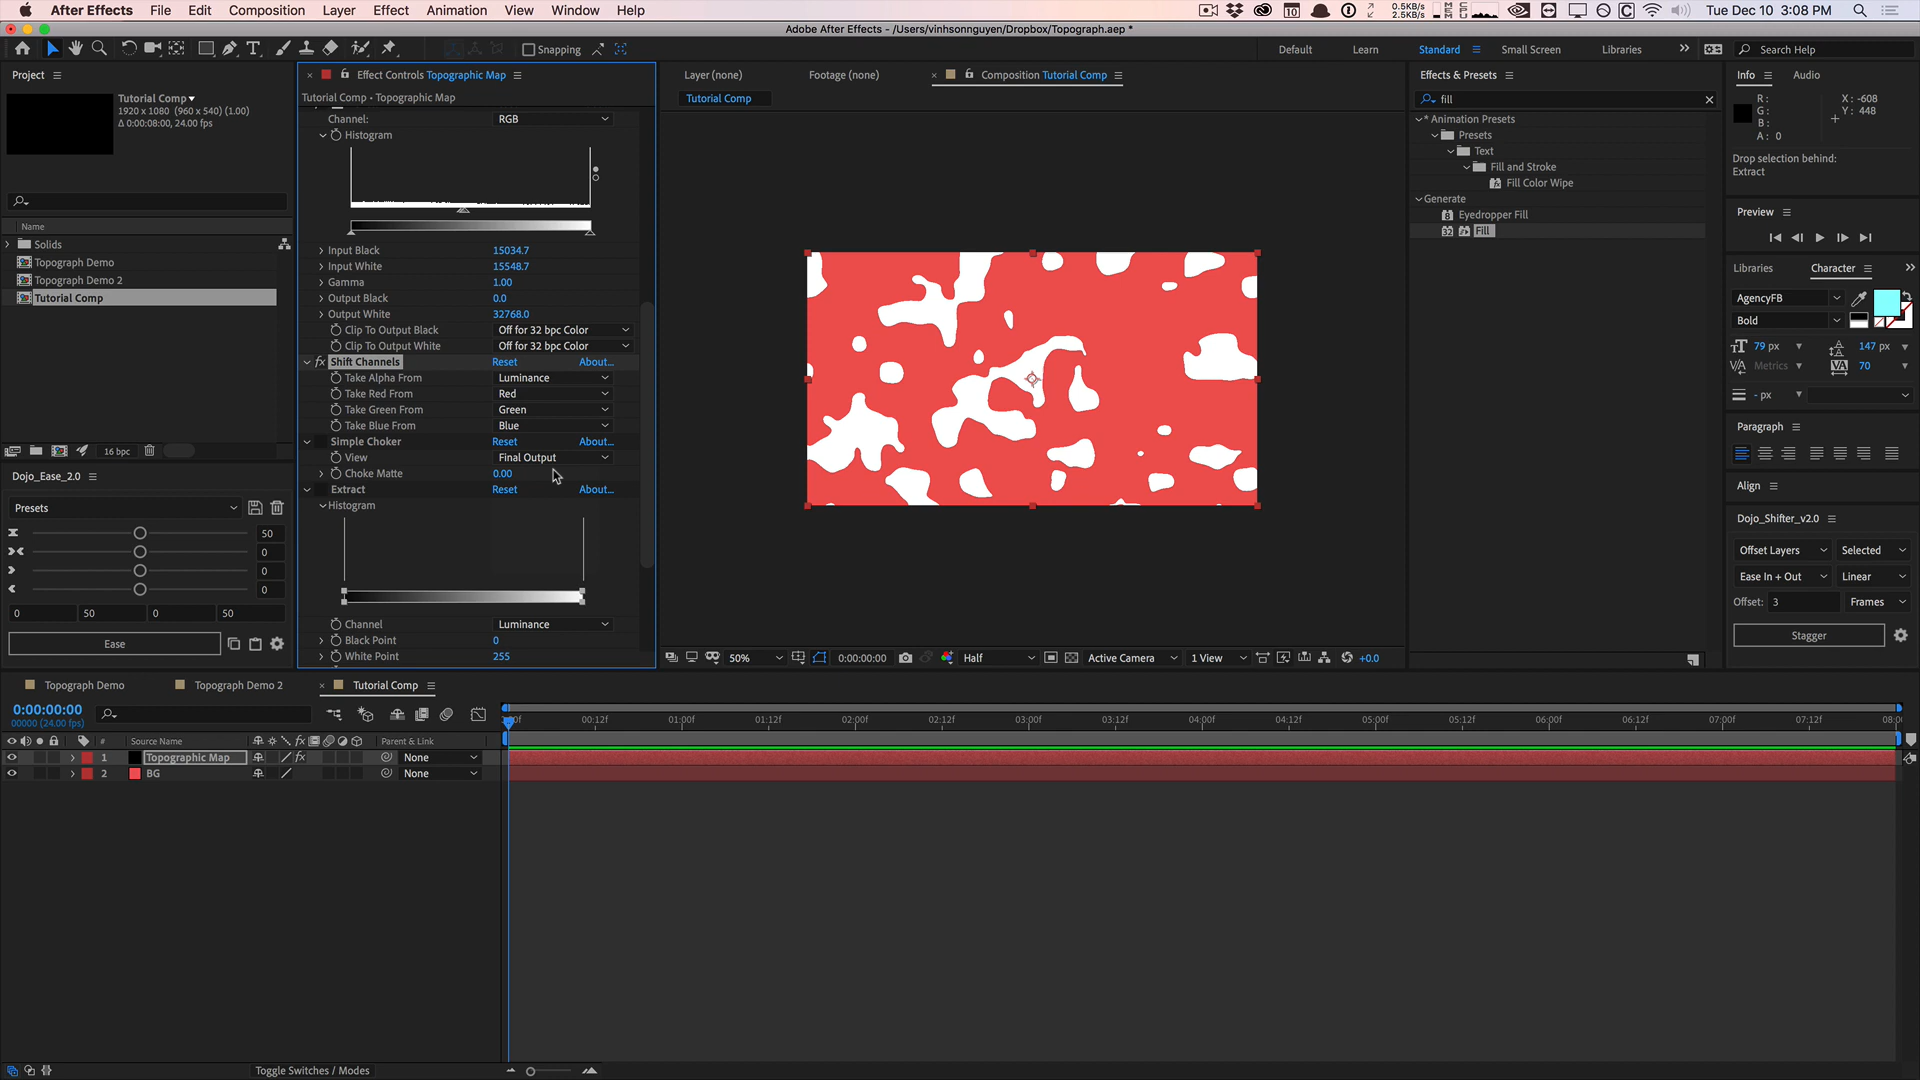 After Effects File Edit Composition Layer Effect Animation View Window Help
0.5KB/s
2.5KB/s
Tue Dec 10 3:08 PM
Adobe After Effects - /Users/vinhsonnguyen/Dropbox/Topograph.aep *
Snapping
Default Learn Standard Small Screen Libraries
Search Help
Project
Tutorial Comp
1920 x 1080 (960 x 540) (1.00)
Δ 0:00:08:00, 24.00 fps
Name
Solids
Topograph Demo
Topograph Demo 2
Tutorial Comp
16 bpc
Dojo_Ease_2.0
Presets
50
0
0
0
0 50 0 50
Ease
Effect Controls Topographic Map
Tutorial Comp • Topographic Map
Channel: RGB
Histogram
Input Black 15034.7
Input White 15548.7
Gamma 1.00
Output Black 0.0
Output White 32768.0
Clip To Output Black Off for 32 bpc Color
Clip To Output White Off for 32 bpc Color
fx Shift Channels Reset About...
Take Alpha From Luminance
Take Red From Red
Take Green From Green
Take Blue From Blue
Simple Choker Reset About...
View Final Output
Choke Matte 0.00
Extract Reset About...
Histogram
Channel Luminance
Black Point 0
White Point 255
Layer (none) Footage (none) Composition Tutorial Comp
Tutorial Comp
50% 0:00:00:00 Half Active Camera 1 View +0.0
Effects & Presets
fill
* Animation Presets
Presets
Text
Fill and Stroke
Fill Color Wipe
Generate
Eyedropper Fill
32 Fill
Info Audio
R:
G:
B:
A: 0
X: -608
Y: 448
Drop selection behind:
Extract
Preview
Libraries Character
AgencyFB
Bold
79 px 147 px
Metrics 70
- px
Paragraph
Align
Dojo_Shifter_v2.0
Offset Layers Selected
Ease In + Out Linear
Offset: 3 Frames
Stagger
Topograph Demo Topograph Demo 2 Tutorial Comp
0:00:00:00
00000 (24.00 fps)
:00f 00:12f 01:00f 01:12f 02:00f 02:12f 03:00f 03:12f 04:00f 04:12f 05:00f 05:12f 06:00f 06:12f 07:00f 07:12f 08:0
# Source Name fx Parent & Link
1 Topographic Map fx None
2 BG None
Toggle Switches / Modes